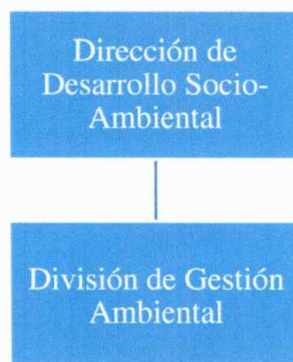 Dirección de
Desarrollo Socio-
Ambiental
División de Gestión
Ambiental